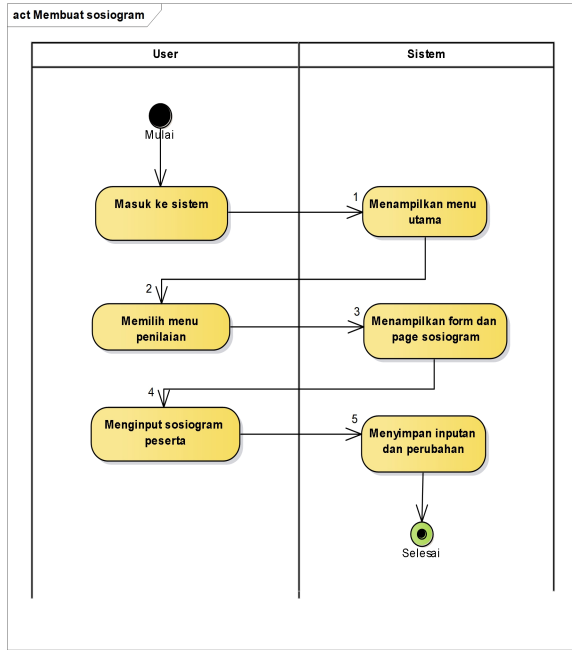 act Membuat sosiogram
User
Sistem
Mulai
Masuk ke sistem
1
Menampilkan menu
utama
2
Memilih menu
penilaian
3
Menampilkan form dan
page sosiogram
4
Menginput sosiogram
peserta
5
Menyimpan inputan
dan perubahan
Selesai